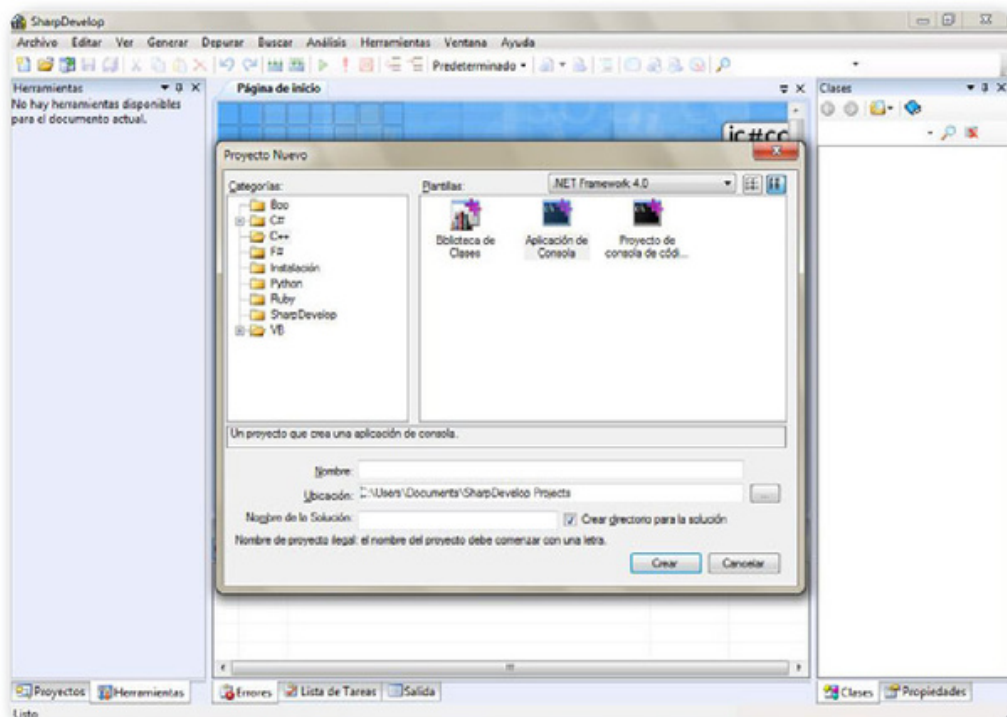 SharpDevelop
Archivo Editar Ver Generar Depurar Buscar Análisis Herramientas Ventana Ayuda
Predeterminado
Herramientas
No hay herramientas disponibles
para el documento actual.
Página de inicio
Clases
ic#cc
Proyecto Nuevo
Categorías:
Boo
C#
C++
F#
Instalación
Python
Ruby
SharpDevelop
VB
Plantillas:
.NET Framework 4.0
Biblioteca de
Clases
Aplicación de
Consola
Proyecto de
consola de códi...
Un proyecto que crea una aplicación de consola.
Nombre:
Ubicación: C:\Users\Documents\SharpDevelop Projects
...
Nombre de la Solución:
Crear directorio para la solución
Nombre de proyecto ilegal: el nombre del proyecto debe comenzar con una letra.
Crear Cancelar
Proyectos Herramientas
Errores Lista de Tareas Salida
Clases Propiedades
Listo